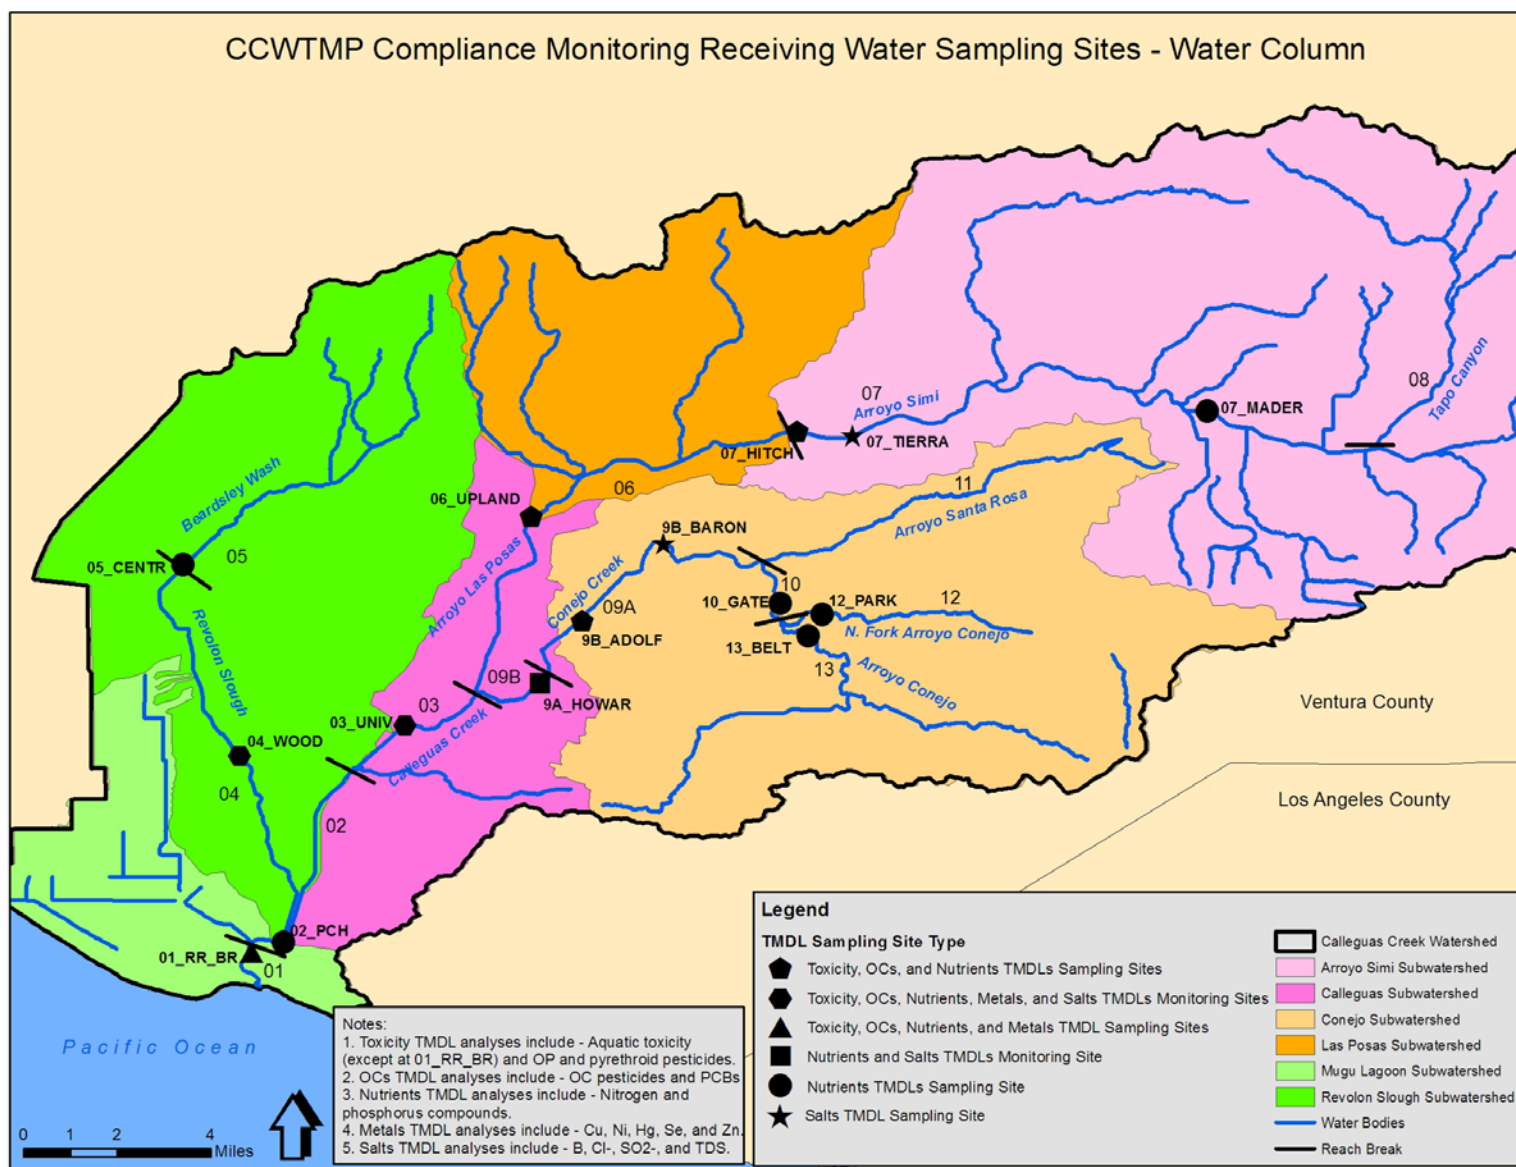 CCWTMP Compliance Monitoring Receiving Water Sampling Sites - Water Column
07
Arroyo Simi
08
Tapo Canyon
07_MADER
07_TIERRA
07_HITCH
06
11
Arroyo Santa Rosa
06_UPLAND
Beardsley Wash
9B_BARON
05
05_CENTR
Arroyo Las Posas
Conejo Creek
09A
10
10_GATE
12_PARK
12
N. Fork Arroyo Conejo
9B_ADOLF
13_BELT
13
Arroyo Conejo
Revolon Slough
09B
9A_HOWAR
03
03_UNIV
Calleguas Creek
04_WOOD
04
02
Ventura County
Los Angeles County
02_PCH
01_RR_BR
01
Pacific Ocean
0 1 2 4
Miles
Notes:
1. Toxicity TMDL analyses include - Aquatic toxicity
(except at 01_RR_BR) and OP and pyrethroid pesticides.
2. OCs TMDL analyses include - OC pesticides and PCBs
3. Nutrients TMDL analyses include - Nitrogen and
phosphorus compounds.
4. Metals TMDL analyses include - Cu, Ni, Hg, Se, and Zn.
5. Salts TMDL analyses include - B, Cl-, SO2-, and TDS.
Legend
TMDL Sampling Site Type
Toxicity, OCs, and Nutrients TMDLs Sampling Sites
Toxicity, OCs, Nutrients, Metals, and Salts TMDLs Monitoring Sites
Toxicity, OCs, Nutrients, and Metals TMDL Sampling Sites
Nutrients and Salts TMDLs Monitoring Site
Nutrients TMDLs Sampling Site
Salts TMDL Sampling Site
Calleguas Creek Watershed
Arroyo Simi Subwatershed
Calleguas Subwatershed
Conejo Subwatershed
Las Posas Subwatershed
Mugu Lagoon Subwatershed
Revolon Slough Subwatershed
Water Bodies
Reach Break